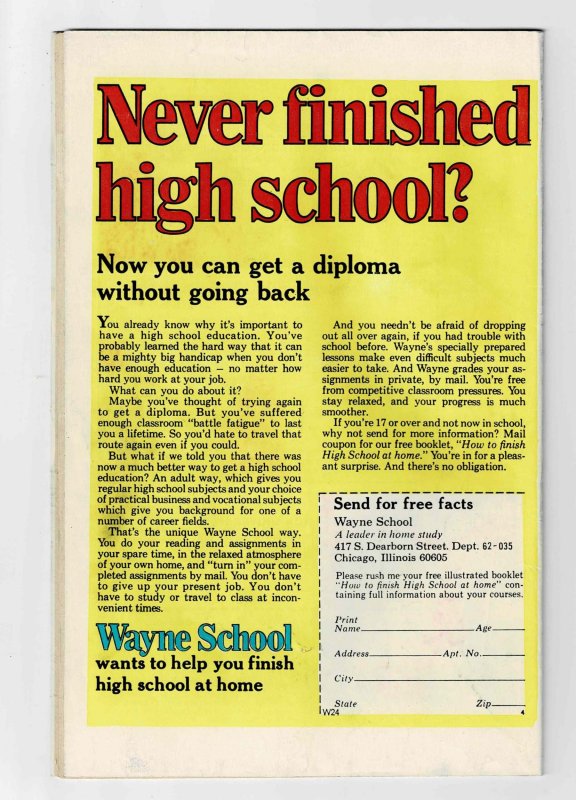 Never finished
high school?
Now you can get a diploma
without going back
You already know why it's important to
have a high school education. You've
probably learned the hard way that it can
be a mighty big handicap when you don't
have enough education – no matter how
hard you work at your job.
What can you do about it?
Maybe you've thought of trying again
to get a diploma. But you've suffered
enough classroom "battle fatigue" to last
you a lifetime. So you'd hate to travel that
route again even if you could.
But what if we told you that there was
now a much better way to get a high school
education? An adult way, which gives you
regular high school subjects and your choice
of practical business and vocational subjects
which give you background for one of a
number of career fields.
That's the unique Wayne School way.
You do your reading and assignments in
your spare time, in the relaxed atmosphere
of your own home, and "turn in" your com-
pleted assignments by mail. You don't have
to give up your present job. You don't
have to study or travel to class at incon-
venient times.
Wayne School
wants to help you finish
high school at home
And you needn't be afraid of dropping
out all over again, if you had trouble with
school before. Wayne's specially prepared
lessons make even difficult subjects much
easier to take. And Wayne grades your as-
signments in private, by mail. You're free
from competitive classroom pressures. You
stay relaxed, and your progress is much
smoother.
If you're 17 or over and not now in school,
why not send for more information? Mail
coupon for our free booklet, "How to finish
High School at home." You're in for a pleas-
ant surprise. And there's no obligation.
Send for free facts
Wayne School
A leader in home study
417 S. Dearborn Street. Dept. 62-035
Chicago, Illinois 60605
Please rush me your free illustrated booklet
"How to finish High School at home" con-
taining full information about your courses.
Print
Name Age
Address Apt. No.
City
State Zip
W24 4